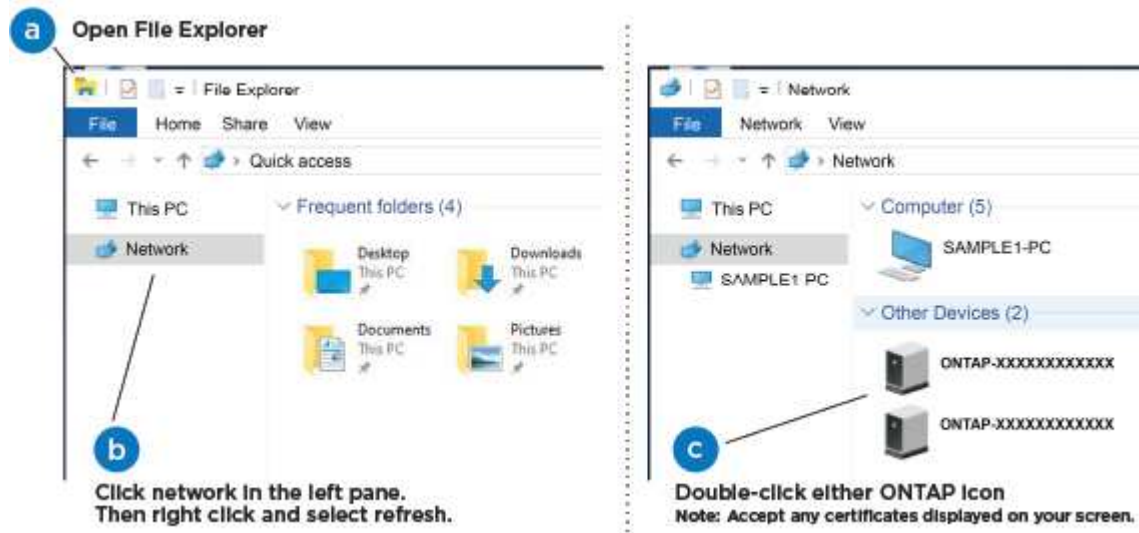 a Open File Explorer
File Explorer
File Home Share View
Quick access
This PC
Network
Frequent folders (4)
Desktop
This PC
Downloads
This PC
Documents
This PC
Pictures
This PC
b
Click network in the left pane.
Then right click and select refresh.
Network
File Network View
Network
This PC
Network
SAMPLE1 PC
Computer (5)
SAMPLE1-PC
Other Devices (2)
ONTAP-XXXXXXXXXXXX
ONTAP-XXXXXXXXXXXX
c
Double-click either ONTAP icon
Note: Accept any certificates displayed on your screen.